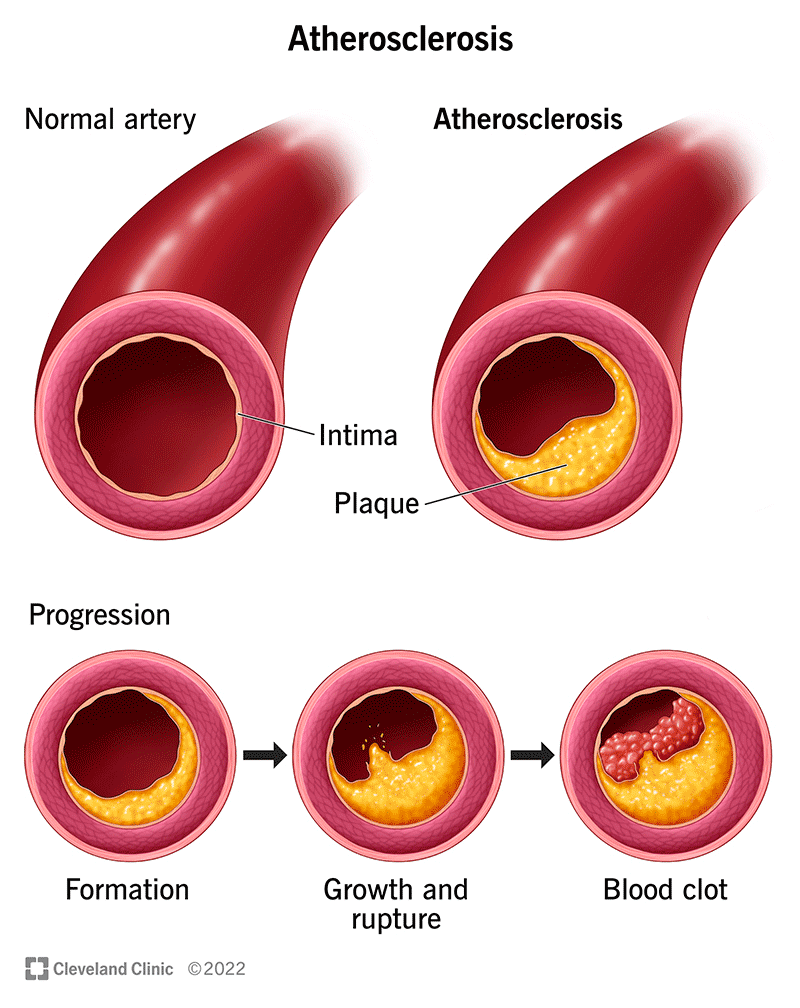 Atherosclerosis
Normal artery
Atherosclerosis
Intima
Plaque
Progression
Formation
Growth and
rupture
Blood clot
Cleveland Clinic ©2022